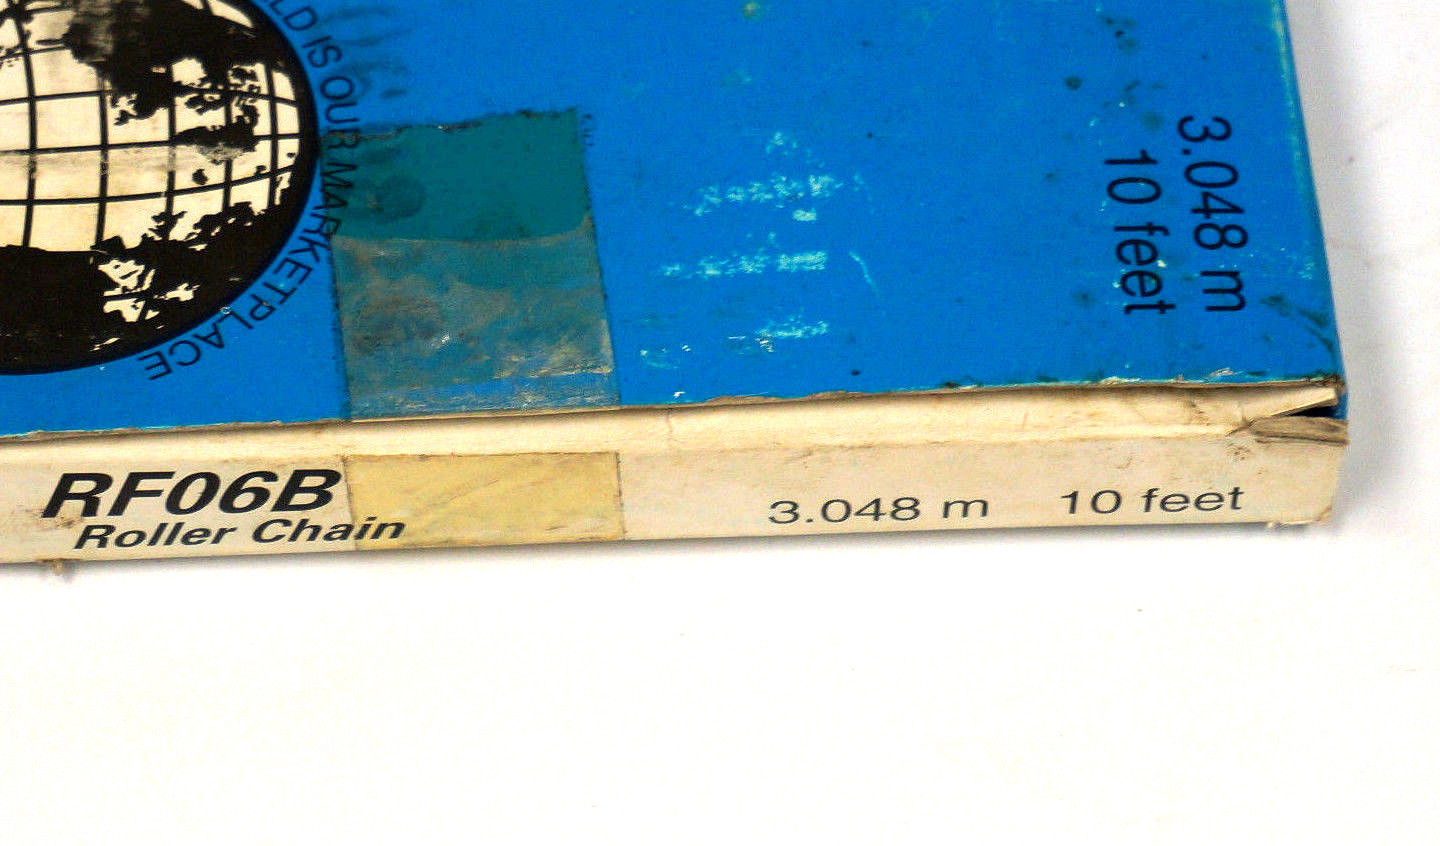 LD IS OUR MARKETPLACE
3.048 m
10 feet
RF06B
Roller Chain
3.048 m 10 feet